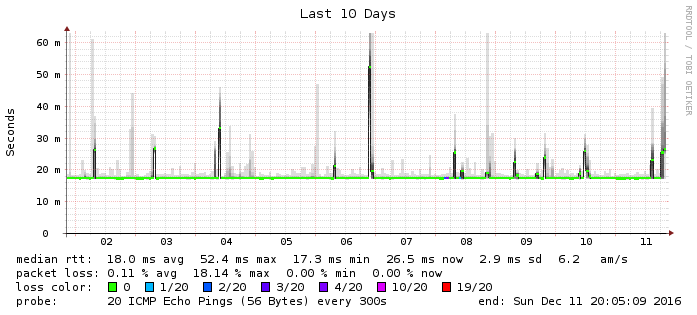 Last 10 Days
RRDTOOL / TOBI OETIKER
Seconds
60 m
50 m
40 m
30 m
20 m
10 m
0
02 03 04 05 06 07 08 09 10 11
median rtt: 18.0 ms avg 52.4 ms max 17.3 ms min 26.5 ms now 2.9 ms sd 6.2 am/s
packet loss: 0.11 % avg 18.14 % max 0.00 % min 0.00 % now
loss color: 0 1/20 2/20 3/20 4/20 10/20 19/20
probe: 20 ICMP Echo Pings (56 Bytes) every 300s end: Sun Dec 11 20:05:09 2016